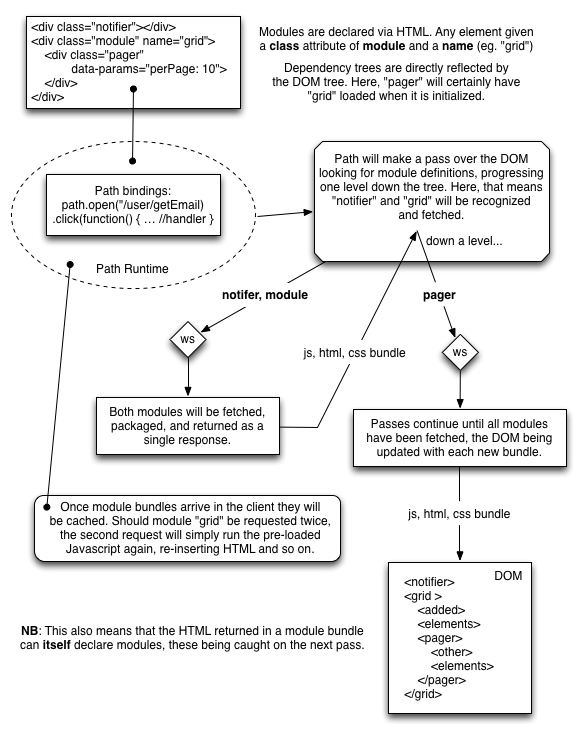 <div class="notifier"></div>
<div class="module" name="grid">
<div class="pager"
data-params="perPage: 10">
</div>
</div>
Modules are declared via HTML. Any element given
a class attribute of module and a name (eg. "grid")
Dependency trees are directly reflected by
the DOM tree. Here, "pager" will certainly have
"grid" loaded when it is initialized.
Path bindings:
path.open("/user/getEmail)
.click(function() { ... //handler }
Path Runtime
Path will make a pass over the DOM
looking for module definitions, progressing
one level down the tree. Here, that means
"notifier" and "grid" will be recognized
and fetched.
down a level...
notifer, module
pager
ws
js, html, css bundle
ws
Both modules will be fetched,
packaged, and returned as a
single response.
Passes continue until all modules
have been fetched, the DOM being
updated with each new bundle.
Once module bundles arrive in the client they will
be cached. Should module "grid" be requested twice,
the second request will simply run the pre-loaded
Javascript again, re-inserting HTML and so on.
js, html, css bundle
DOM
<notifier>
<grid >
<added>
<elements>
<pager>
<other>
<elements>
</pager>
</grid>
NB: This also means that the HTML returned in a module bundle
can itself declare modules, these being caught on the next pass.